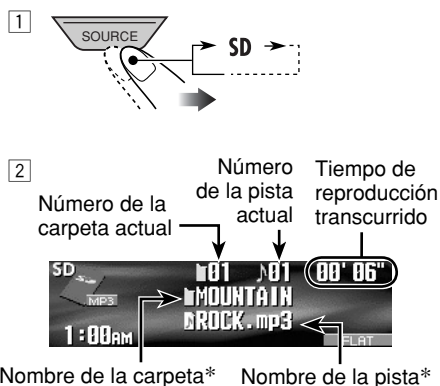 1
SOURCE
SD
2
Número de la
carpeta actual
Número
de la pista
actual
Tiempo de
reproducción
transcurrido
SD
01
01
00' 06"
MP3
MOUNTAIN
ROCK.mp3
1:00AM
FLAT
Nombre de la carpeta*
Nombre de la pista*